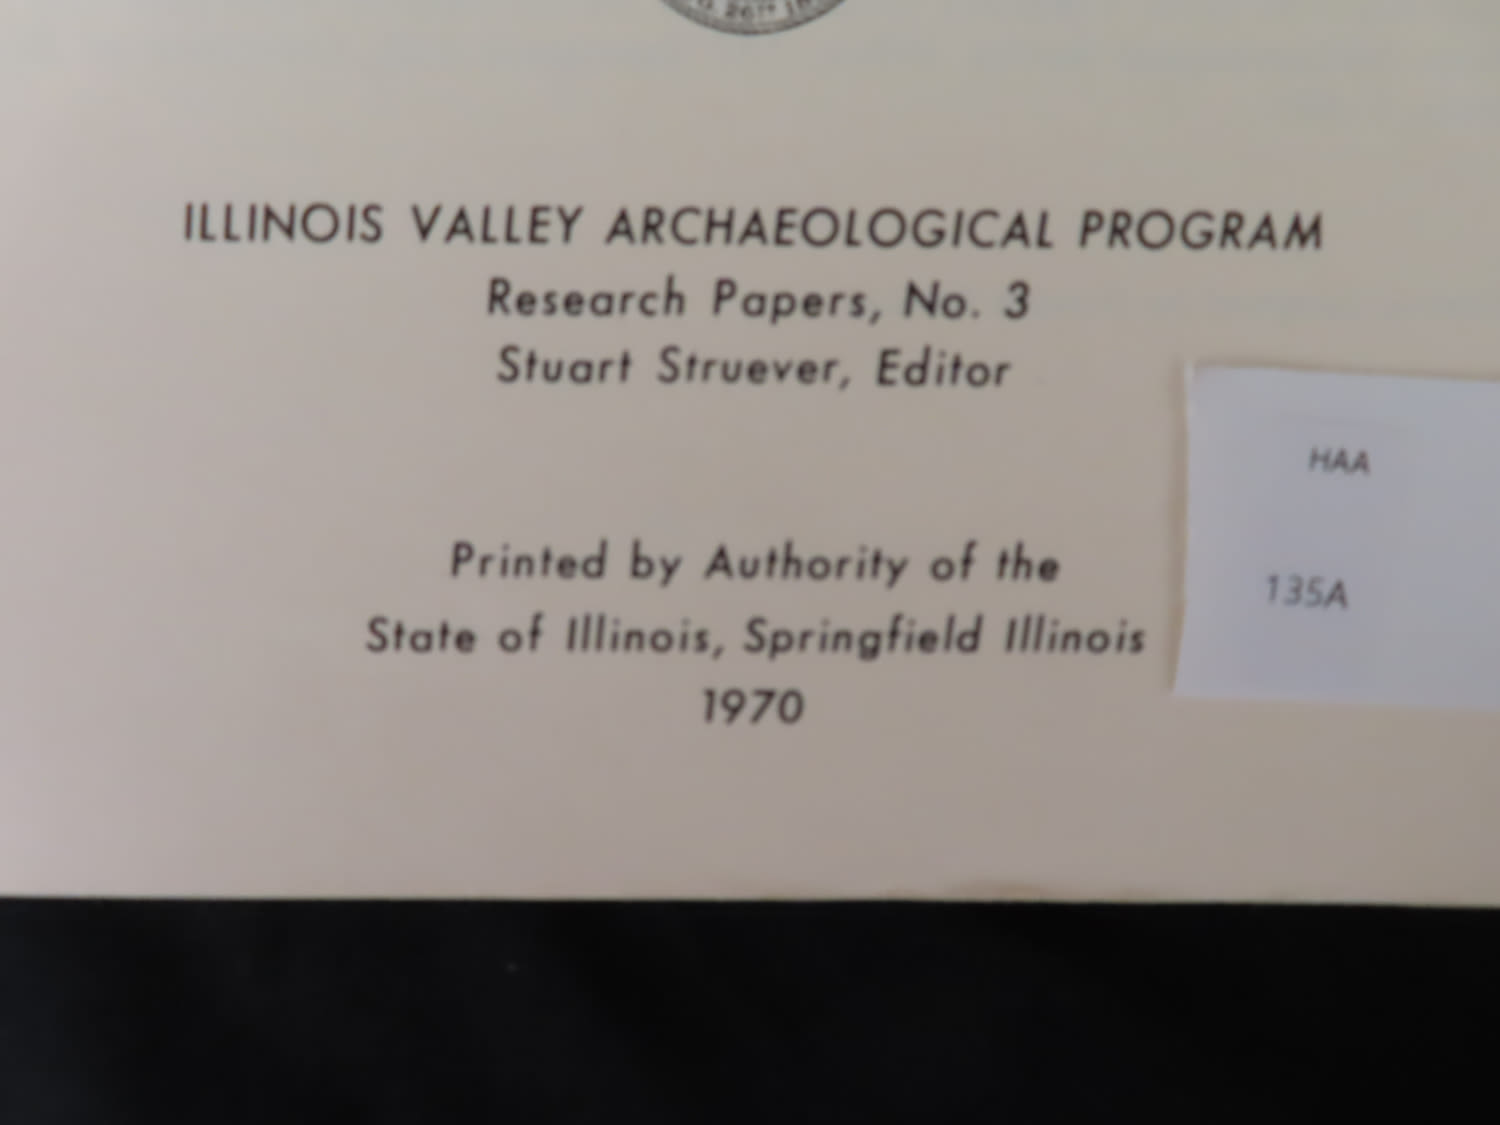 26TH
ILLINOIS VALLEY ARCHAEOLOGICAL PROGRAM
Research Papers, No. 3
Stuart Struever, Editor
HAA
135A
Printed by Authority of the
State of Illinois, Springfield Illinois
1970